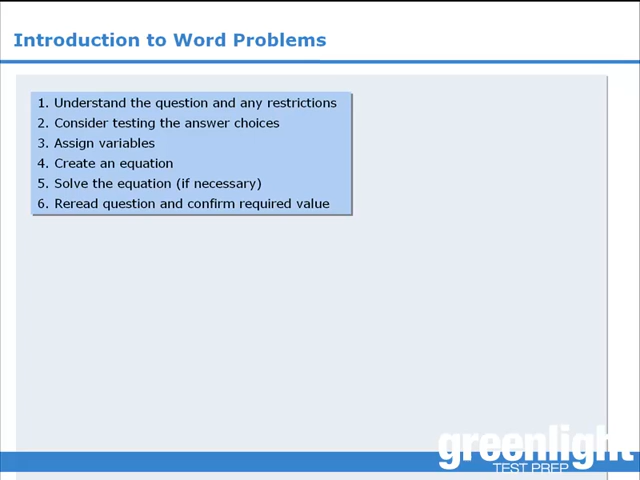 Introduction to Word Problems
1. Understand the question and any restrictions
2. Consider testing the answer choices
3. Assign variables
4. Create an equation
5. Solve the equation (if necessary)
6. Reread question and confirm required value
greenlight
TEST PREP